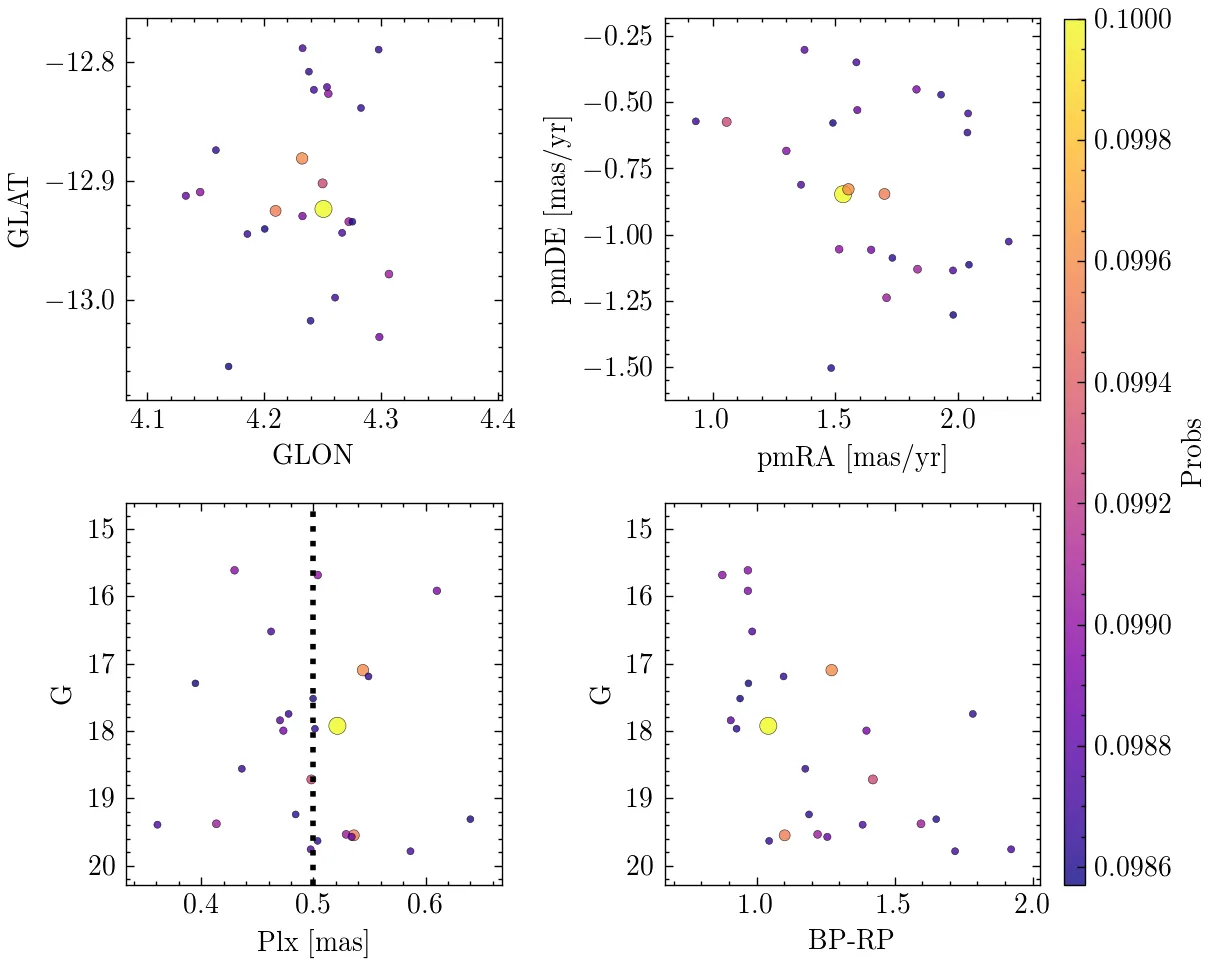 −12.8
−12.9
−13.0
GLAT
4.1 4.2 4.3 4.4
GLON
−0.25
−0.50
−0.75
−1.00
−1.25
−1.50
pmDE [mas/yr]
1.0 1.5 2.0
pmRA [mas/yr]
15
16
17
18
19
20
G
0.4 0.5 0.6
Plx [mas]
15
16
17
18
19
20
G
1.0 1.5 2.0
BP-RP
0.1000
0.0998
0.0996
0.0994
0.0992
0.0990
0.0988
0.0986
Probs